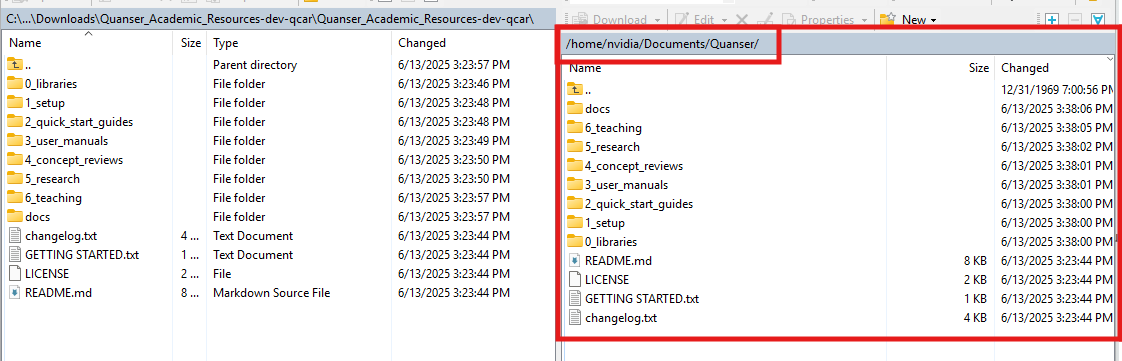 C:\...\Downloads\Quanser_Academic_Resources-dev-qcar\Quanser_Academic_Resources-dev-qcar\
Name Size Type Changed
.. Parent directory 6/13/2025 3:23:57 PM
0_libraries File folder 6/13/2025 3:23:46 PM
1_setup File folder 6/13/2025 3:23:48 PM
2_quick_start_guides File folder 6/13/2025 3:23:48 PM
3_user_manuals File folder 6/13/2025 3:23:49 PM
4_concept_reviews File folder 6/13/2025 3:23:50 PM
5_research File folder 6/13/2025 3:23:50 PM
6_teaching File folder 6/13/2025 3:23:57 PM
docs File folder 6/13/2025 3:23:57 PM
changelog.txt 4 ... Text Document 6/13/2025 3:23:44 PM
GETTING STARTED.txt 1 ... Text Document 6/13/2025 3:23:44 PM
LICENSE 2 ... File 6/13/2025 3:23:44 PM
README.md 8 ... Markdown Source File 6/13/2025 3:23:44 PM
Download Edit Properties New
/home/nvidia/Documents/Quanser/
Name Size Changed
.. 12/31/1969 7:00:56 PM
docs 6/13/2025 3:38:06 PM
6_teaching 6/13/2025 3:38:05 PM
5_research 6/13/2025 3:38:02 PM
4_concept_reviews 6/13/2025 3:38:01 PM
3_user_manuals 6/13/2025 3:38:01 PM
2_quick_start_guides 6/13/2025 3:38:00 PM
1_setup 6/13/2025 3:38:00 PM
0_libraries 6/13/2025 3:38:00 PM
README.md 8 KB 6/13/2025 3:23:44 PM
LICENSE 2 KB 6/13/2025 3:23:44 PM
GETTING STARTED.txt 1 KB 6/13/2025 3:23:44 PM
changelog.txt 4 KB 6/13/2025 3:23:44 PM